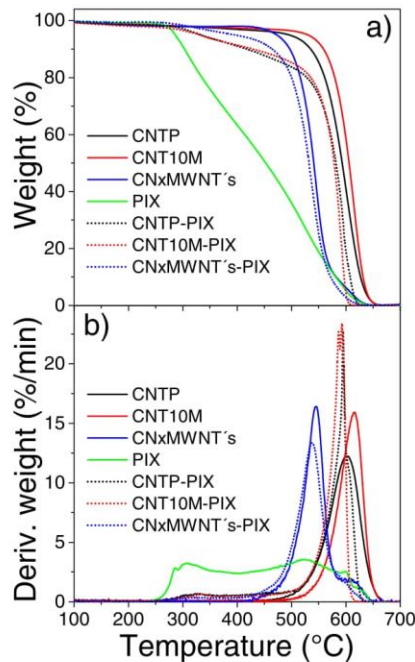 a)
Weight (%)
100
80
60
40
20
0
CNTP
CNT10M
CNxMWNT´s
PIX
CNTP-PIX
CNT10M-PIX
CNxMWNT´s-PIX
b)
Deriv. weight (%/min)
20
15
10
5
0
CNTP
CNT10M
CNxMWNT´s
PIX
CNTP-PIX
CNT10M-PIX
CNxMWNT´s-PIX
100 200 300 400 500 600 700
Temperature (°C)